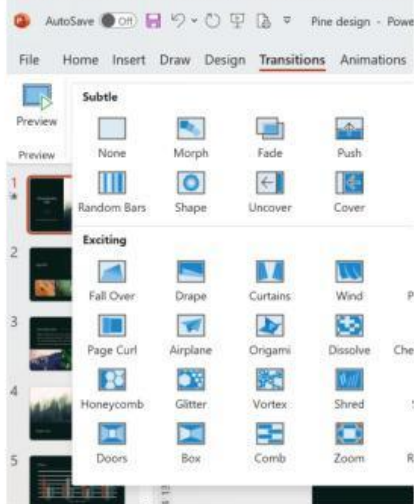 AutoSave Off Pine design - Powe
File Home Insert Draw Design Transitions Animations
Preview
Preview
Subtle
None Morph Fade Push
Random Bars Shape Uncover Cover
Exciting
Fall Over Drape Curtains Wind P
Page Curl Airplane Origami Dissolve Che
Honeycomb Glitter Vortex Shred S
Doors Box Comb Zoom R
1
2
3
4
5